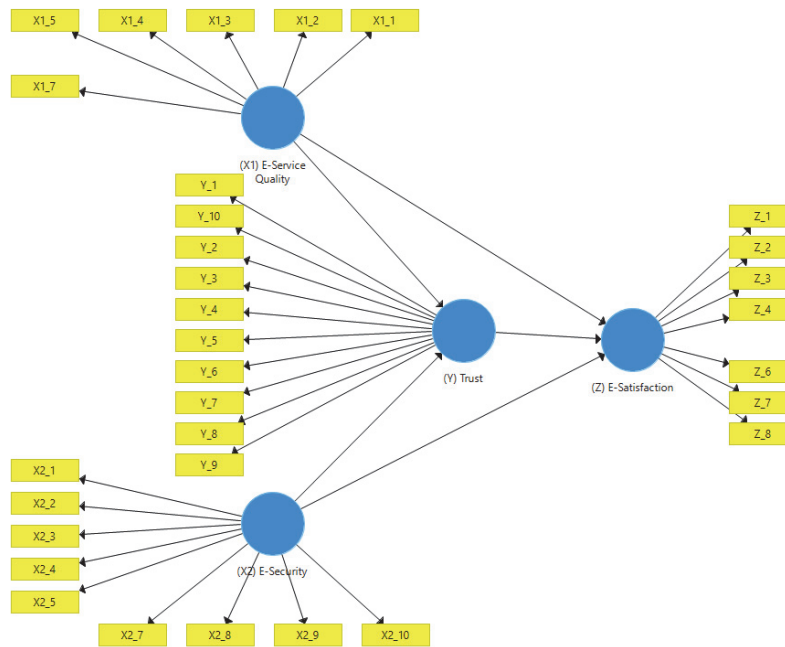 X1_5
X1_4
X1_3
X1_2
X1_1
X1_7
(X1) E-Service
Quality
Y_1
Y_10
Y_2
Y_3
Y_4
Y_5
Y_6
Y_7
Y_8
Y_9
(Y) Trust
Z_1
Z_2
Z_3
Z_4
Z_6
Z_7
Z_8
(Z) E-Satisfaction
X2_1
X2_2
X2_3
X2_4
X2_5
(X2) E-Security
X2_7
X2_8
X2_9
X2_10